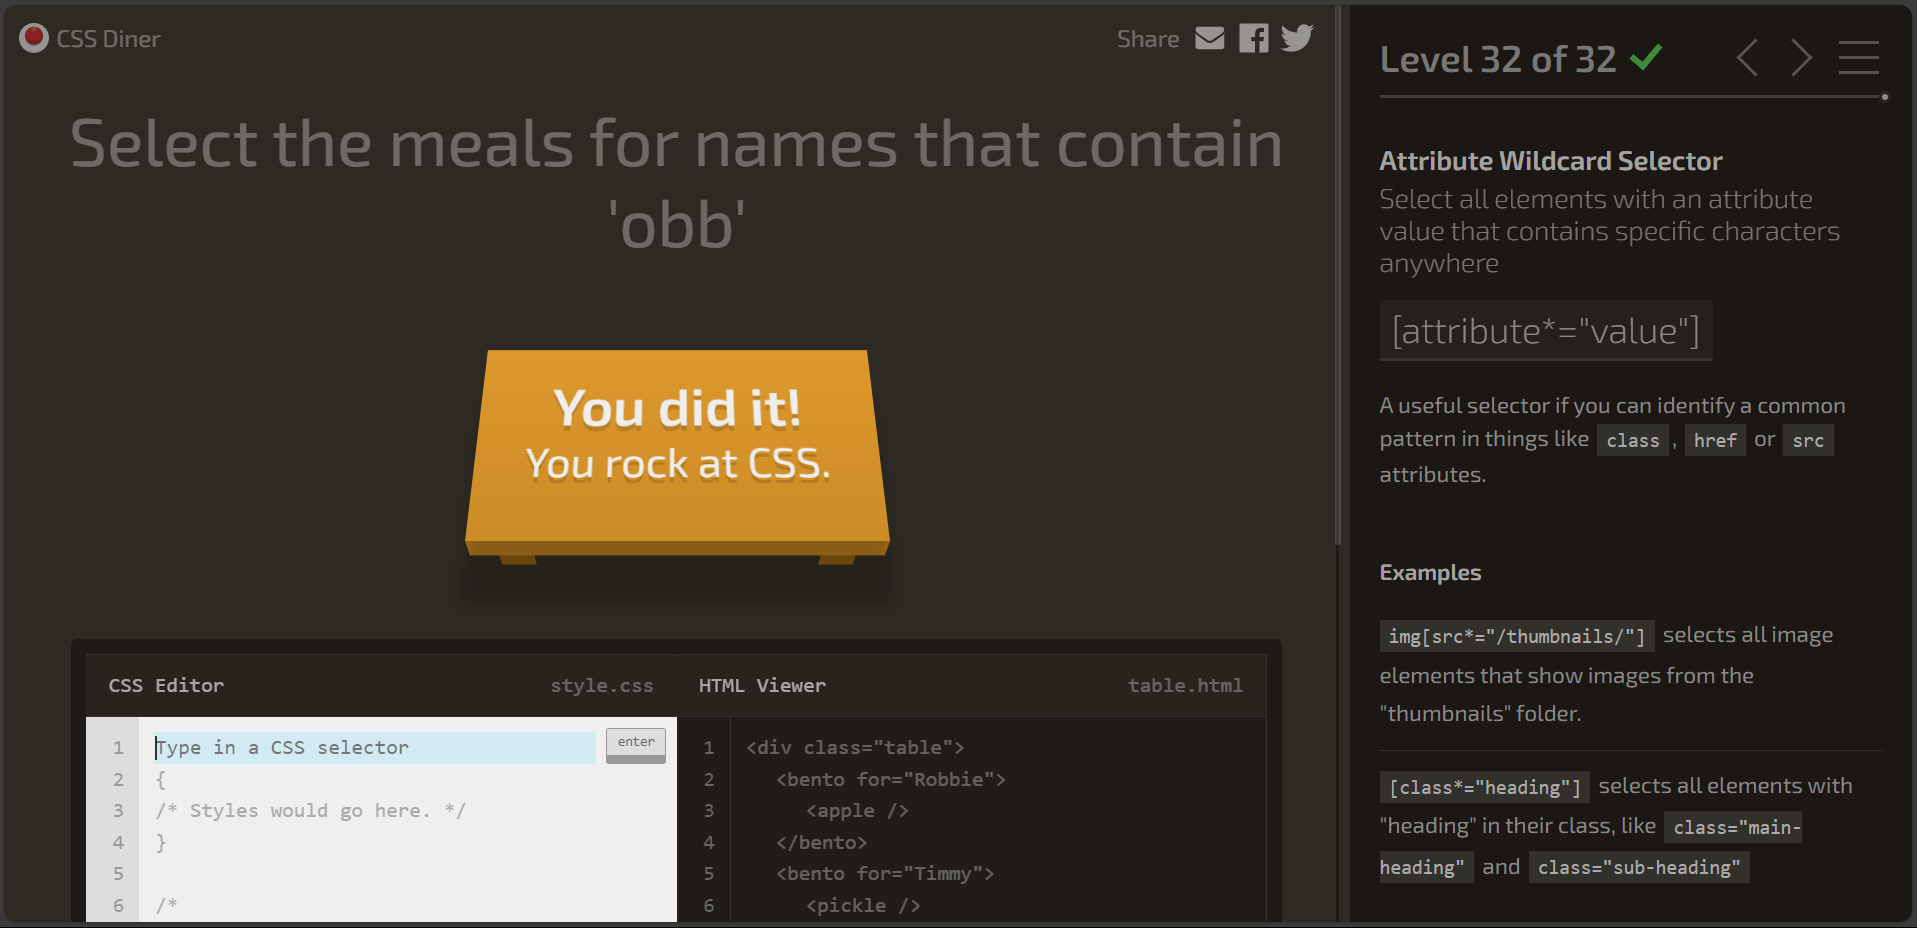 CSS Diner
Share
Select the meals for names that contain
'obb'
You did it!
You rock at CSS.
CSS Editor
style.css
1
Type in a CSS selector
enter
2
{
3
/* Styles would go here. */
4
}
5
6
/*
HTML Viewer
table.html
1
<div class="table">
2
<bento for="Robbie">
3
<apple />
4
</bento>
5
<bento for="Timmy">
6
<pickle />
Level 32 of 32
Attribute Wildcard Selector
Select all elements with an attribute
value that contains specific characters
anywhere
[attribute*="value"]
A useful selector if you can identify a common
pattern in things like class, href or src
attributes.
Examples
img[src*="/thumbnails/"] selects all image
elements that show images from the
"thumbnails" folder.
[class*="heading"] selects all elements with
"heading" in their class, like class="main-
heading" and class="sub-heading"